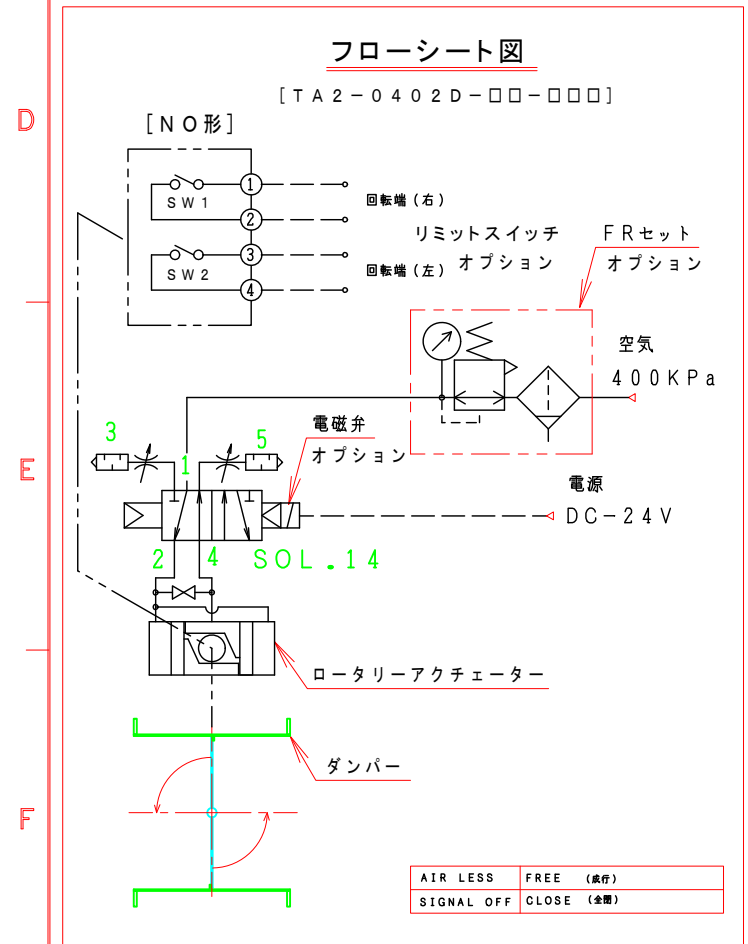 フローシート図
[TA2-0402D-□□-□□□]
D
[NO形]
1
SW1
回転端(右)
2
リミットスイッチ
オプション
FRセット
オプション
3
SW2
回転端(左)
4
空気
400KPa
電磁弁
オプション
3
1
5
E
電源
DC-24V
2
4
SOL.14
ロータリーアクチェーター
ダンパー
F
AIR LESS FREE (成行)
SIGNAL OFF CLOSE (全閉)